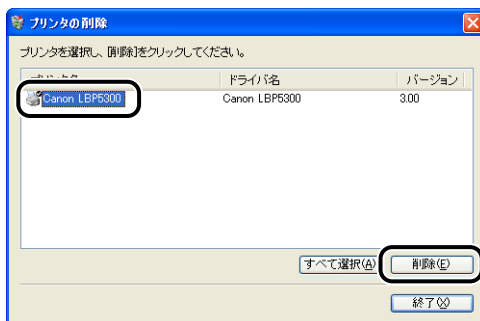 プリンタの削除
プリンタを選択し、[削除]をクリックしてください。
ドライバ名 バージョン
Canon LBP5300 Canon LBP5300 3.00
すべて選択(A) 削除(E)
終了(X)